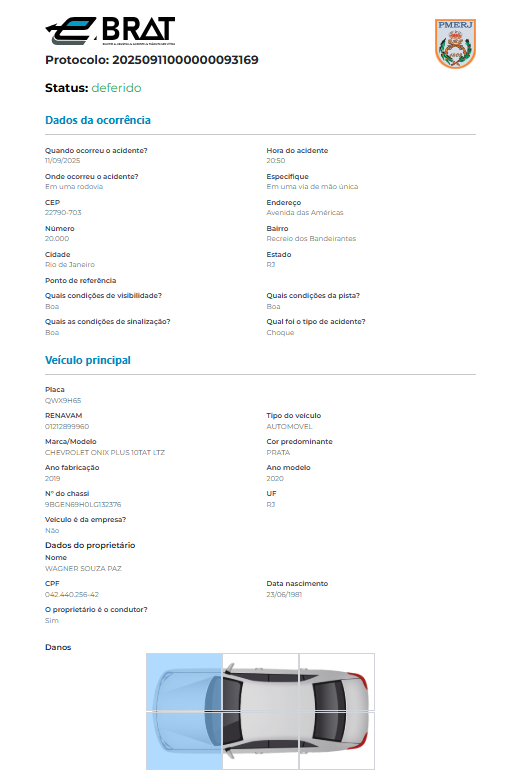 BRAT
PMERJ
Protocolo: 20250911000000093169
Status: deferido
Dados da ocorrência
Quando ocorreu o acidente? Hora do acidente
11/09/2025 20:50
Onde ocorreu o acidente? Especifique
Em uma rodovia Em uma via de mão única
CEP Endereço
22790-703 Avenida das Américas
Número Bairro
20.000 Recreio dos Bandeirantes
Cidade Estado
Rio de Janeiro RJ
Ponto de referência
Quais condições de visibilidade? Quais condições da pista?
Boa Boa
Quais as condições de sinalização? Qual foi o tipo de acidente?
Boa Choque
Veículo principal
Placa
QWX9H65
RENAVAM Tipo do veículo
01212899960 AUTOMOVEL
Marca/Modelo Cor predominante
CHEVROLET ONIX PLUS 10TAT LTZ PRATA
Ano fabricação Ano modelo
2019 2020
Nº do chassi UF
9BGEN69H0LG132376 RJ
Veículo é da empresa?
Não
Dados do proprietário
Nome
WAGNER SOUZA PAZ
CPF Data nascimento
042.440.256-42 23/06/1981
O proprietário é o condutor?
Sim
Danos